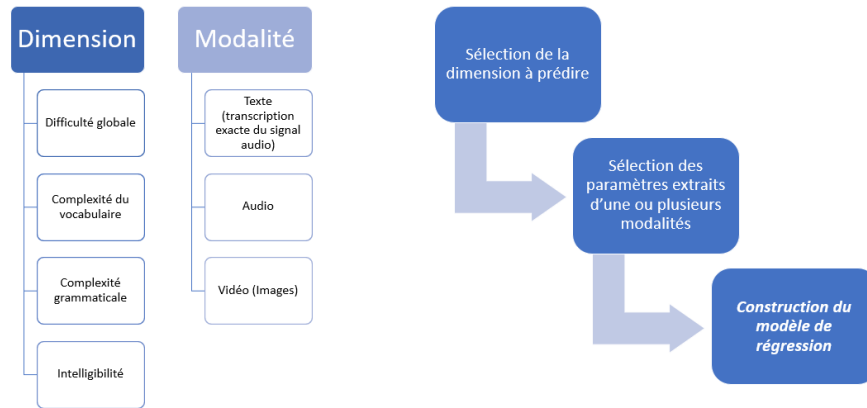 Dimension
Difficulté globale
Complexité du
vocabulaire
Complexité
grammaticale
Intelligibilité
Modalité
Texte
(transcription
exacte du signal
audio)
Audio
Vidéo (Images)
Sélection de la
dimension à prédire
Sélection des
paramètres extraits
d'une ou plusieurs
modalités
Construction du
modèle de
régression